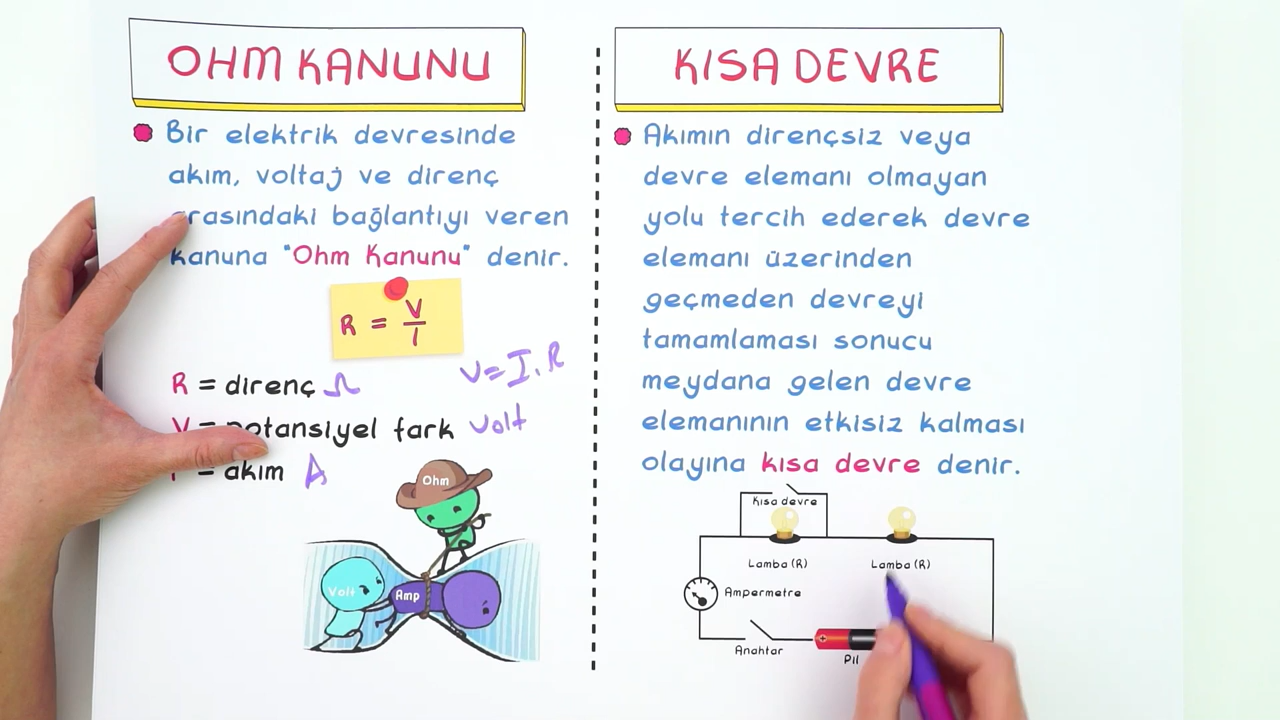 OHM KANUNU
Bir elektrik devresinde
akım, voltaj ve direnç
arasındaki bağlantıyı veren
kanuna "Ohm Kanunu" denir.
R = V/I
V=I.R
R = direnç Ω
V = potansiyel fark volt
I = akım A
Ohm
Volt
Amp
KISA DEVRE
Akımın dirençsiz veya
devre elemanı olmayan
yolu tercih ederek devre
elemanı üzerinden
geçmeden devreyi
tamamlaması sonucu
meydana gelen devre
elemanının etkisiz kalması
olayına kısa devre denir.
Kısa devre
Lamba (R)
Lamba (R)
Ampermetre
Anahtar
+
Pil